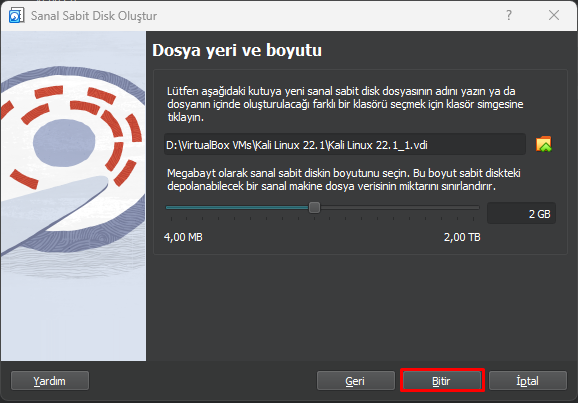 Sanal Sabit Disk Oluştur
?
Dosya yeri ve boyutu
Lütfen aşağıdaki kutuya yeni sanal sabit disk dosyasının adını yazın ya da
dosyanın içinde oluşturulacağı farklı bir klasörü seçmek için klasör simgesine
tıklayın.
D:\VirtualBox VMs\Kali Linux 22.1\Kali Linux 22.1_1.vdi
Megabayt olarak sanal sabit diskin boyutunu seçin. Bu boyut sabit diskteki
depolanabilecek bir sanal makine dosya verisinin miktarını sınırlandırır.
2 GB
4,00 MB 2,00 TB
Yardım Geri Bitir İptal